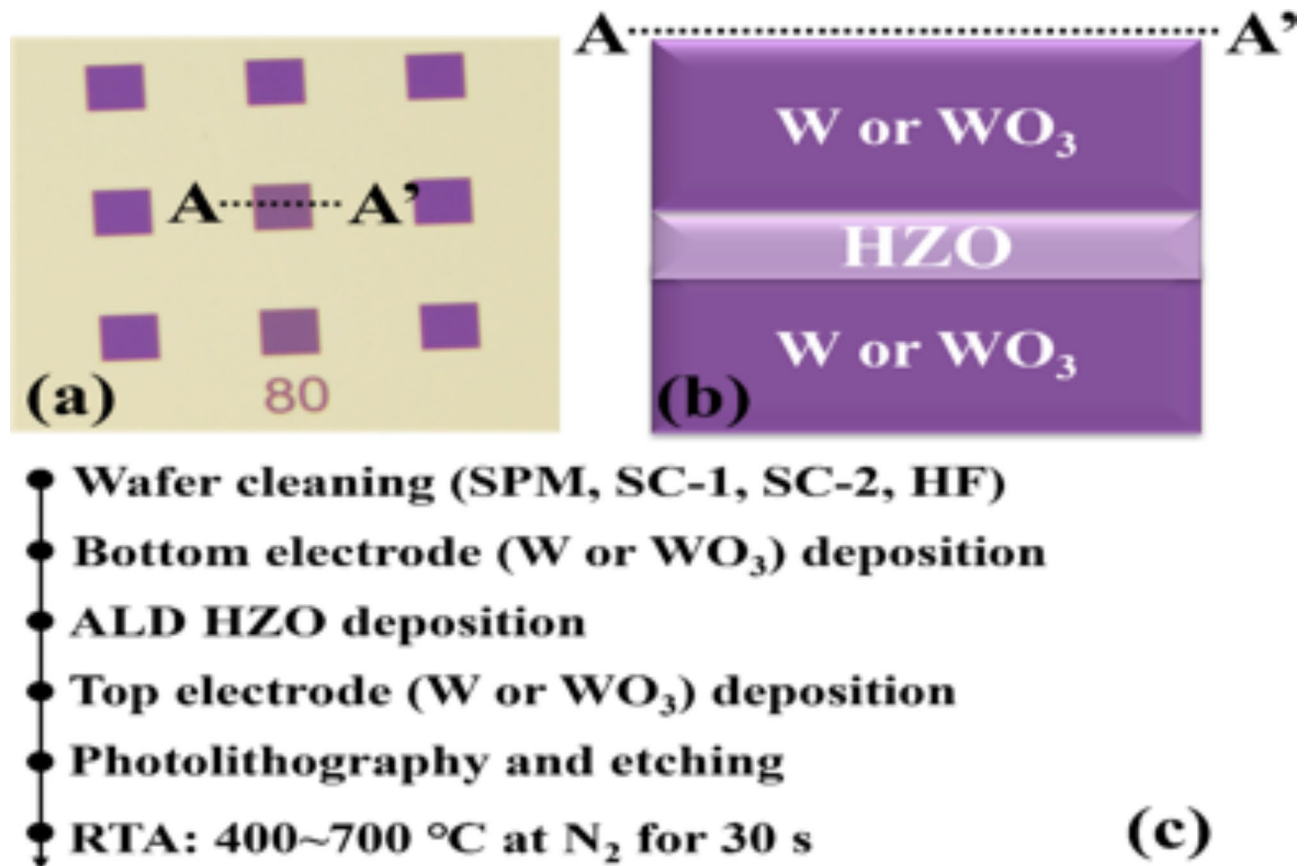 A A’
(a) 80
A A’
W or WO₃
HZO
W or WO₃
(b)
Wafer cleaning (SPM, SC-1, SC-2, HF)
Bottom electrode (W or WO₃) deposition
ALD HZO deposition
Top electrode (W or WO₃) deposition
Photolithography and etching
RTA: 400~700 °C at N₂ for 30 s
(c)